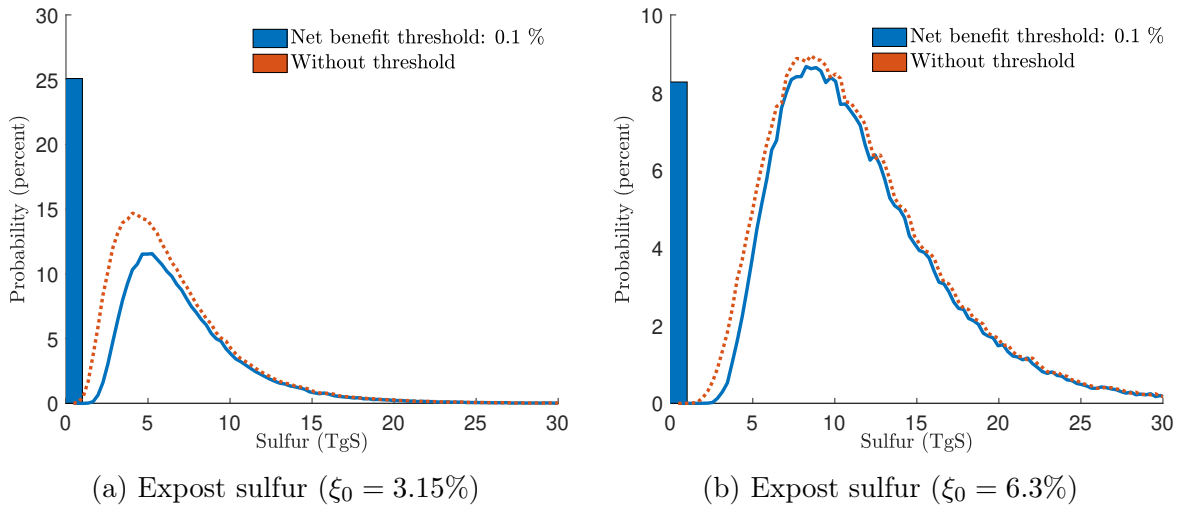 Net benefit threshold: 0.1 %
Without threshold
Probability (percent)
30
25
20
15
10
5
0
0 5 10 15 20 25 30
Sulfur (TgS)
(a) Expost sulfur (ξ₀ = 3.15%)
Net benefit threshold: 0.1 %
Without threshold
Probability (percent)
10
8
6
4
2
0
0 5 10 15 20 25 30
Sulfur (TgS)
(b) Expost sulfur (ξ₀ = 6.3%)